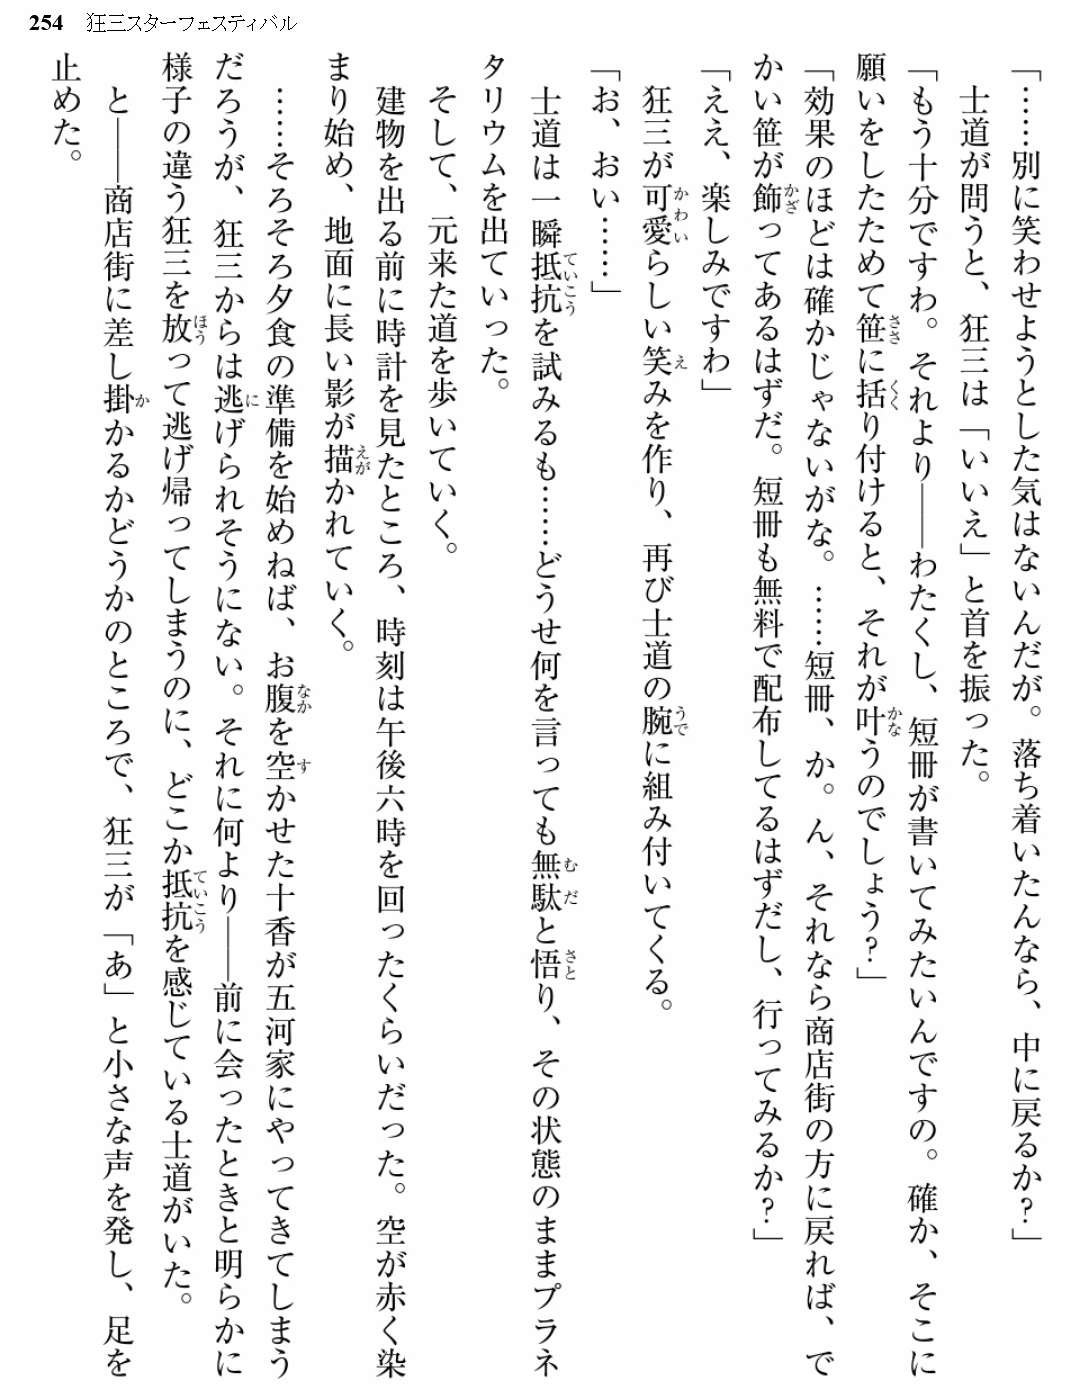 254 狂三スターフェスティバル
「……別に笑わせようとした気はないんだが。落ち着いたんなら、中に戻るか？」
士道が問うと、狂三は「いいえ」と首を振った。
「もう十分ですわ。それより――わたくし、短冊が書いてみたいんですの。確か、そこに
願いをしたためて笹に括り付けると、それが叶うのでしょう？」
「効果のほどは確かじゃないがな。……短冊、か。ん、それなら商店街の方に戻れば、で
かい笹が飾ってあるはずだ。短冊も無料で配布してるはずだし、行ってみるか？」
「ええ、楽しみですわ」
狂三が可愛らしい笑みを作り、再び士道の腕に組み付いてくる。
「お、おい……」
士道は一瞬抵抗を試みるも……どうせ何を言っても無駄と悟り、その状態のままプラネ
タリウムを出ていった。
そして、元来た道を歩いていく。
建物を出る前に時計を見たところ、時刻は午後六時を回ったくらいだった。空が赤く染
まり始め、地面に長い影が描かれていく。
……そろそろ夕食の準備を始めねば、お腹を空かせた十香が五河家にやってきてしまう
だろうが、狂三からは逃げられそうにない。それに何より――前に会ったときと明らかに
様子の違う狂三を放って逃げ帰ってしまうのに、どこか抵抗を感じている士道がいた。
と――商店街に差し掛かるかどうかのところで、狂三が「あ」と小さな声を発し、足を
止めた。